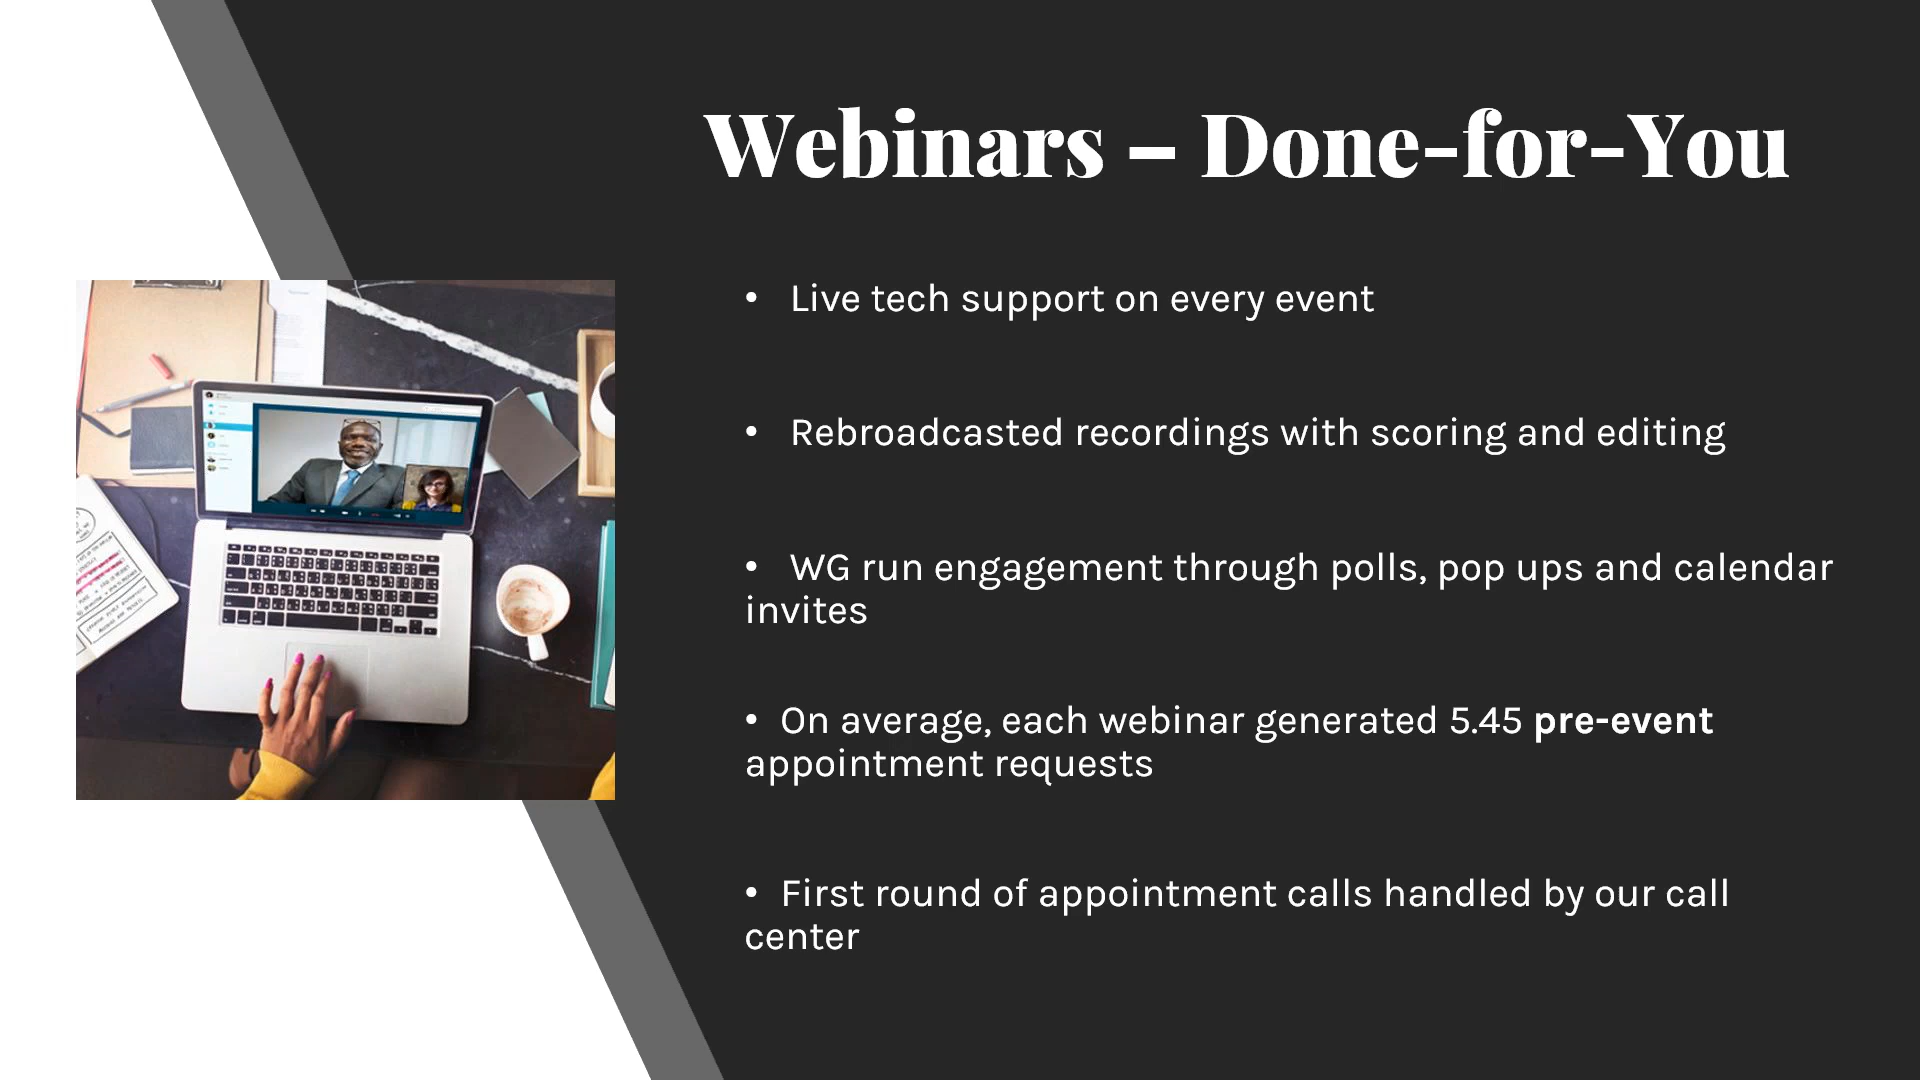 Webinars – Done-for-You
• Live tech support on every event
• Rebroadcasted recordings with scoring and editing
• WG run engagement through polls, pop ups and calendar
invites
• On average, each webinar generated 5.45 pre-event
appointment requests
• First round of appointment calls handled by our call
center